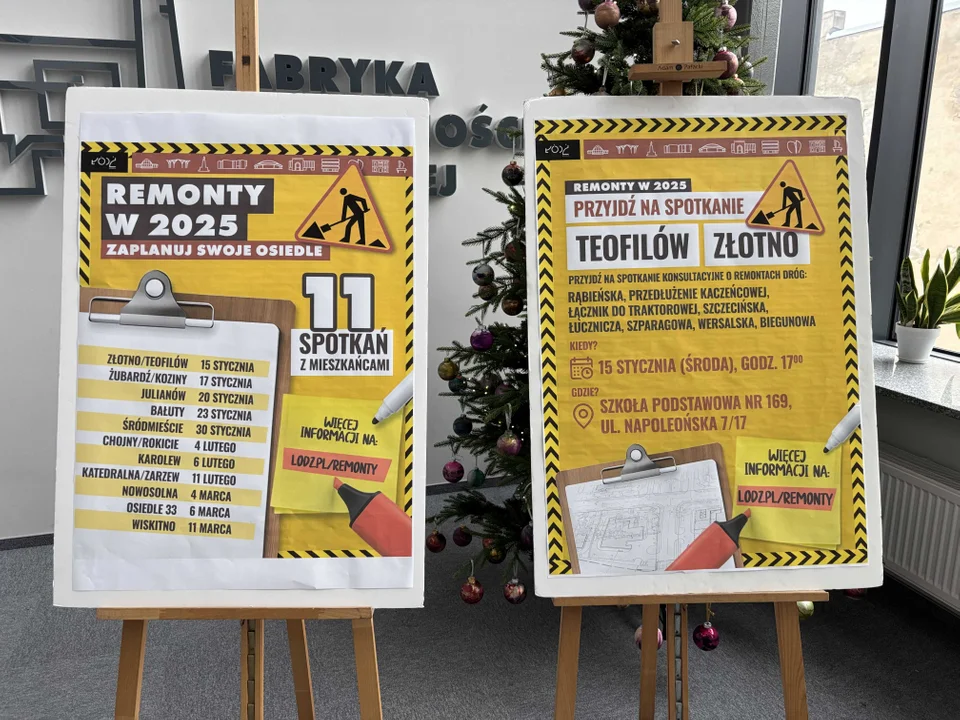 FABRYKA
ŁÓDŹ
REMONTY
W 2025
ZAPLANUJ SWOJE OSIEDLE
11
SPOTKAŃ
Z MIESZKAŃCAMI
ZŁOTNO/TEOFILÓW 15 STYCZNIA
ŻUBARDŹ/KOZINY 17 STYCZNIA
JULIANÓW 20 STYCZNIA
BAŁUTY 23 STYCZNIA
ŚRÓDMIEŚCIE 30 STYCZNIA
CHOJNY/ROKICIE 4 LUTEGO
KAROLEW 6 LUTEGO
KATEDRALNA/ZARZEW 11 LUTEGO
NOWOSOLNA 4 MARCA
OSIEDLE 33 6 MARCA
WISKITNO 11 MARCA
WIĘCEJ
INFORMACJI NA:
LODZ.PL/REMONTY
ŁÓDŹ
REMONTY W 2025
PRZYJDŹ NA SPOTKANIE
TEOFILÓW ZŁOTNO
PRZYJDŹ NA SPOTKANIE KONSULTACYJNE O REMONTACH DRÓG:
RĄBIEŃSKA, PRZEDŁUŻENIE KACZEŃCOWEJ,
ŁĄCZNIK DO TRAKTOROWEJ, SZCZECIŃSKA,
ŁUCZNICZA, SZPARAGOWA, WERSALSKA, BIEGUNOWA
KIEDY?
15 STYCZNIA (ŚRODA), GODZ. 17⁰⁰
GDZIE?
SZKOŁA PODSTAWOWA NR 169,
UL. NAPOLEOŃSKA 7/17
WIĘCEJ
INFORMACJI NA:
LODZ.PL/REMONTY